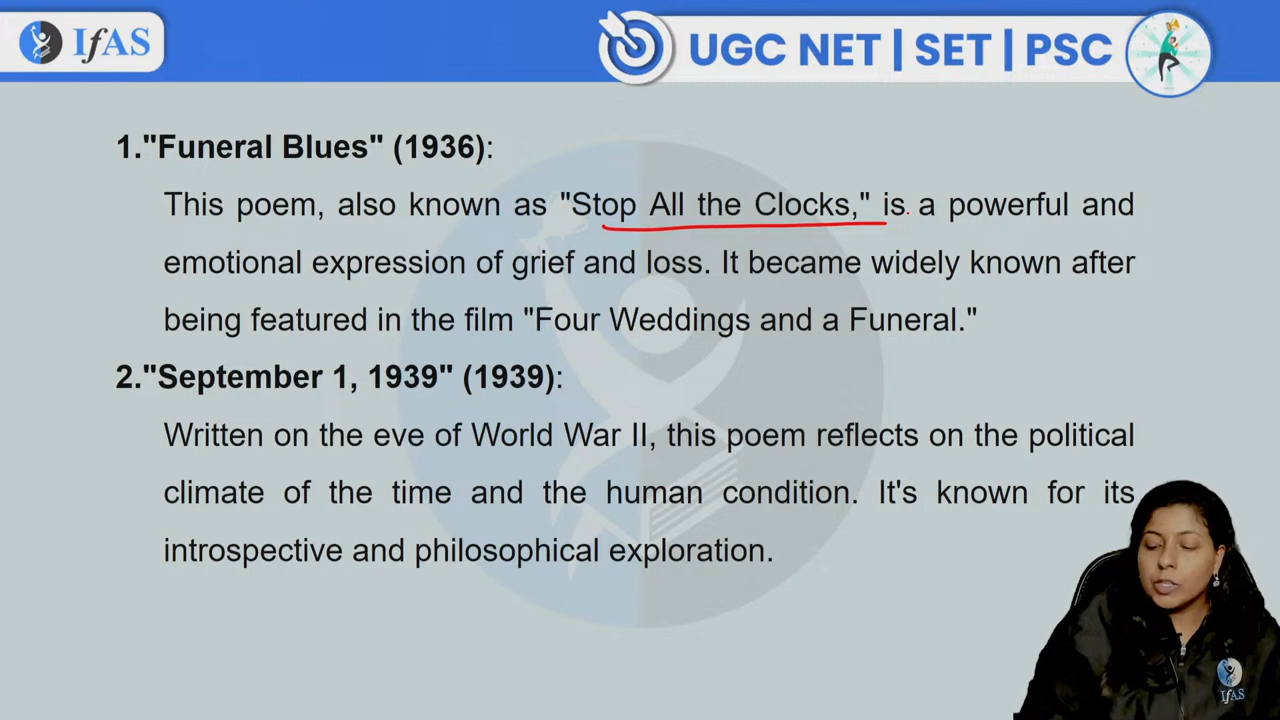 IfAS
UGC NET | SET | PSC
1."Funeral Blues" (1936):
This poem, also known as "Stop All the Clocks," is a powerful and
emotional expression of grief and loss. It became widely known after
being featured in the film "Four Weddings and a Funeral."
2."September 1, 1939" (1939):
Written on the eve of World War II, this poem reflects on the political
climate of the time and the human condition. It's known for its
introspective and philosophical exploration.
IfAS